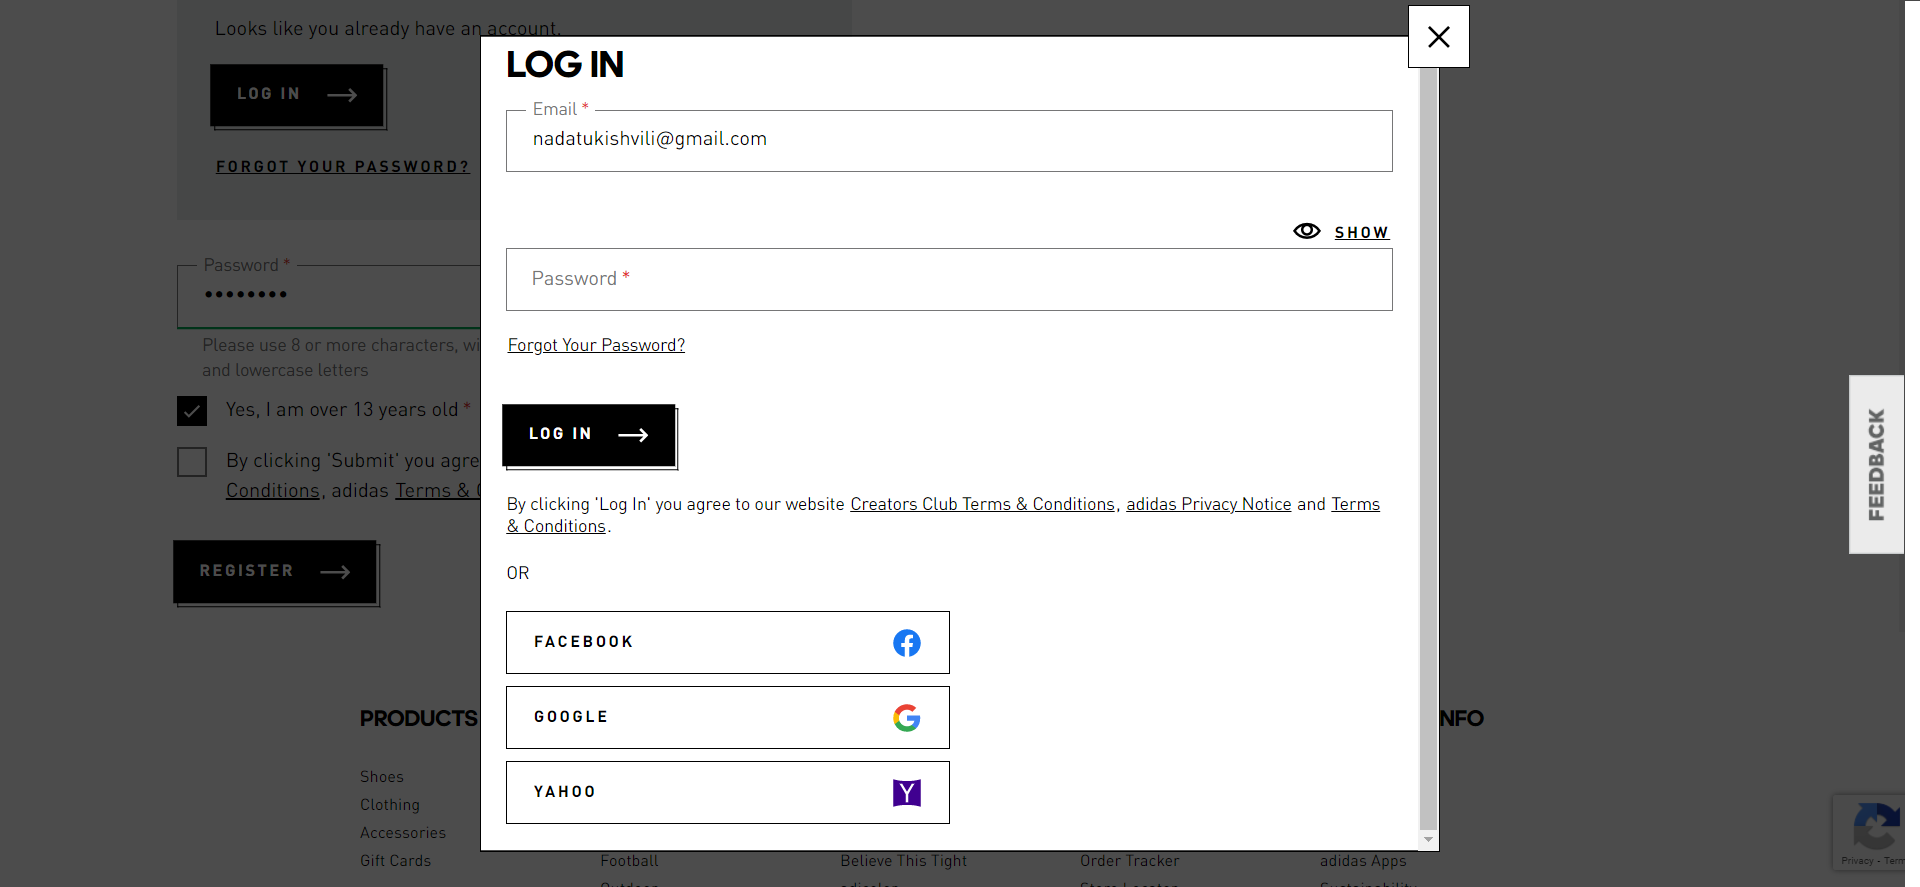 Looks like you already have an account.
LOG IN
FORGOT YOUR PASSWORD?
Password *
••••••••
Please use 8 or more characters, wi
and lowercase letters
Yes, I am over 13 years old *
By clicking 'Submit' you agre
Conditions, adidas Terms &
REGISTER
LOG IN
Email *
nadatukishvili@gmail.com
SHOW
Password *
Forgot Your Password?
LOG IN
By clicking 'Log In' you agree to our website Creators Club Terms & Conditions, adidas Privacy Notice and Terms
& Conditions.
OR
FACEBOOK
GOOGLE
YAHOO
FEEDBACK
PRODUCTS
NFO
Shoes
Clothing
Accessories
Gift Cards
Football
Believe This Tight
Order Tracker
adidas Apps
Privacy - Term